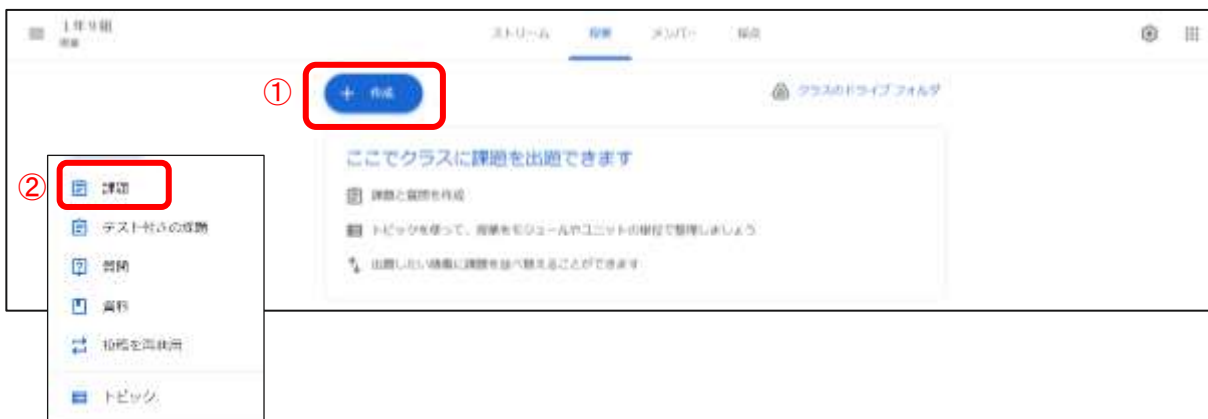 1年9組
ストリーム 授業 メンバー 採点
① ＋ 作成
クラスのドライブ フォルダ
ここでクラスに課題を出題できます
課題と質問を作成
トピックを使って、授業をモジュールやユニットの単位で整理しましょう
出題したい順番に課題を並べ替えることができます
② 課題
テスト付きの課題
質問
資料
投稿を再利用
トピック